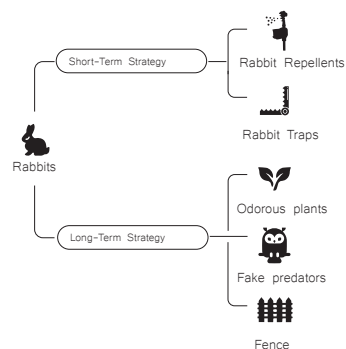 Short-Term Strategy
Rabbit Repellents
Rabbit Traps
Rabbits
Odorous plants
Long-Term Strategy
Fake predators
Fence